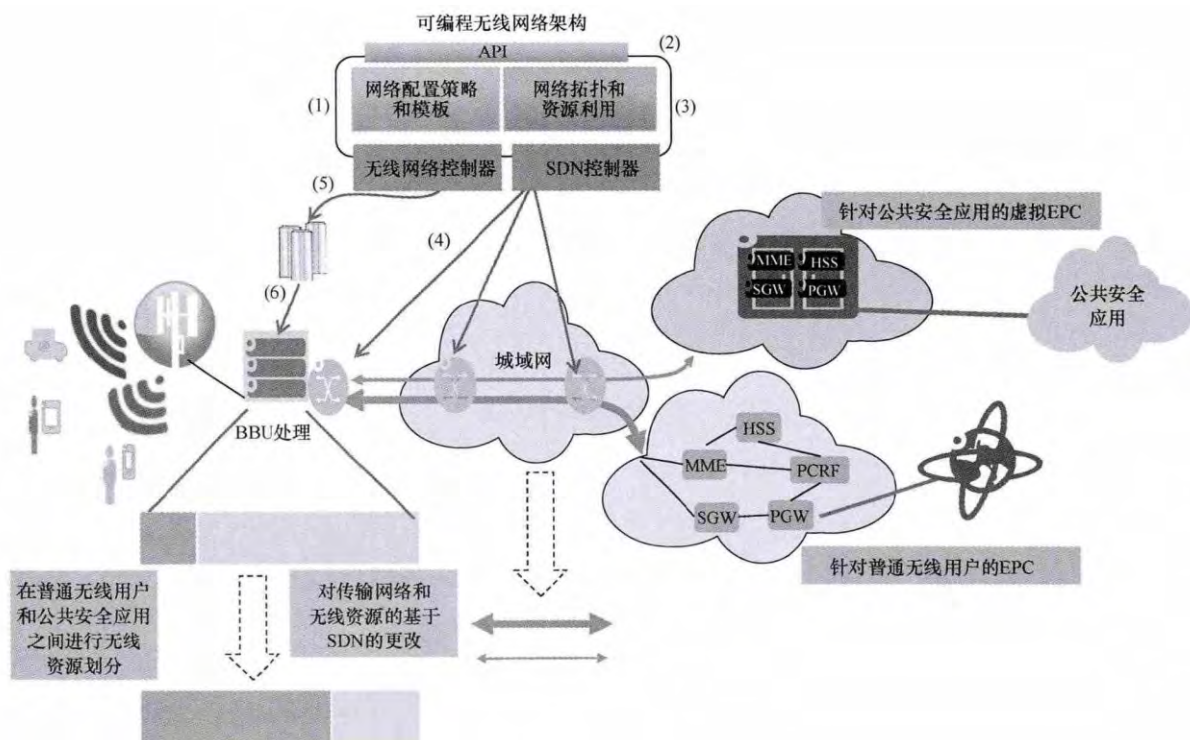 可编程无线网络架构
API
(2)
(1)
网络配置策略
和模板
网络拓扑和
资源利用
(3)
无线网络控制器
SDN控制器
(5)
(4)
(6)
针对公共安全应用的虚拟EPC
MME
HSS
SGW
PGW
公共安全
应用
城域网
BBU处理
HSS
MME
PCRF
SGW
PGW
针对普通无线用户的EPC
在普通无线用户
和公共安全应用
之间进行无线
资源划分
对传输网络和
无线资源的基于
SDN的更改